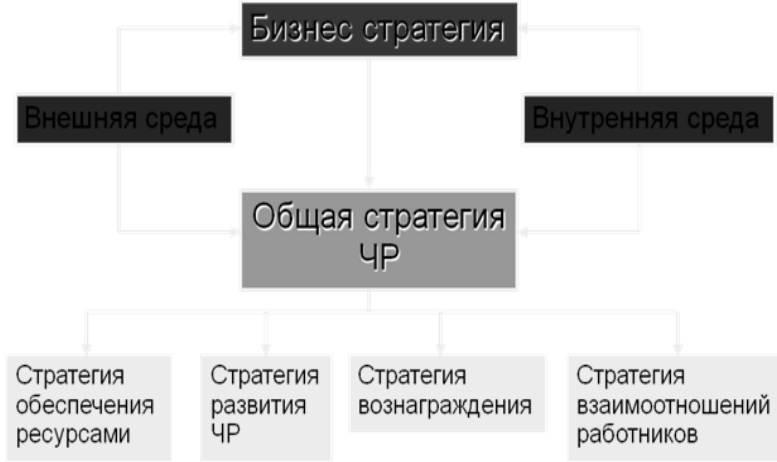 Бизнес стратегия
Внешняя среда
Внутренняя среда
Общая стратегия
ЧР
Стратегия
обеспечения
ресурсами
Стратегия
развития
ЧР
Стратегия
вознаграждения
Стратегия
взаимоотношений
работников